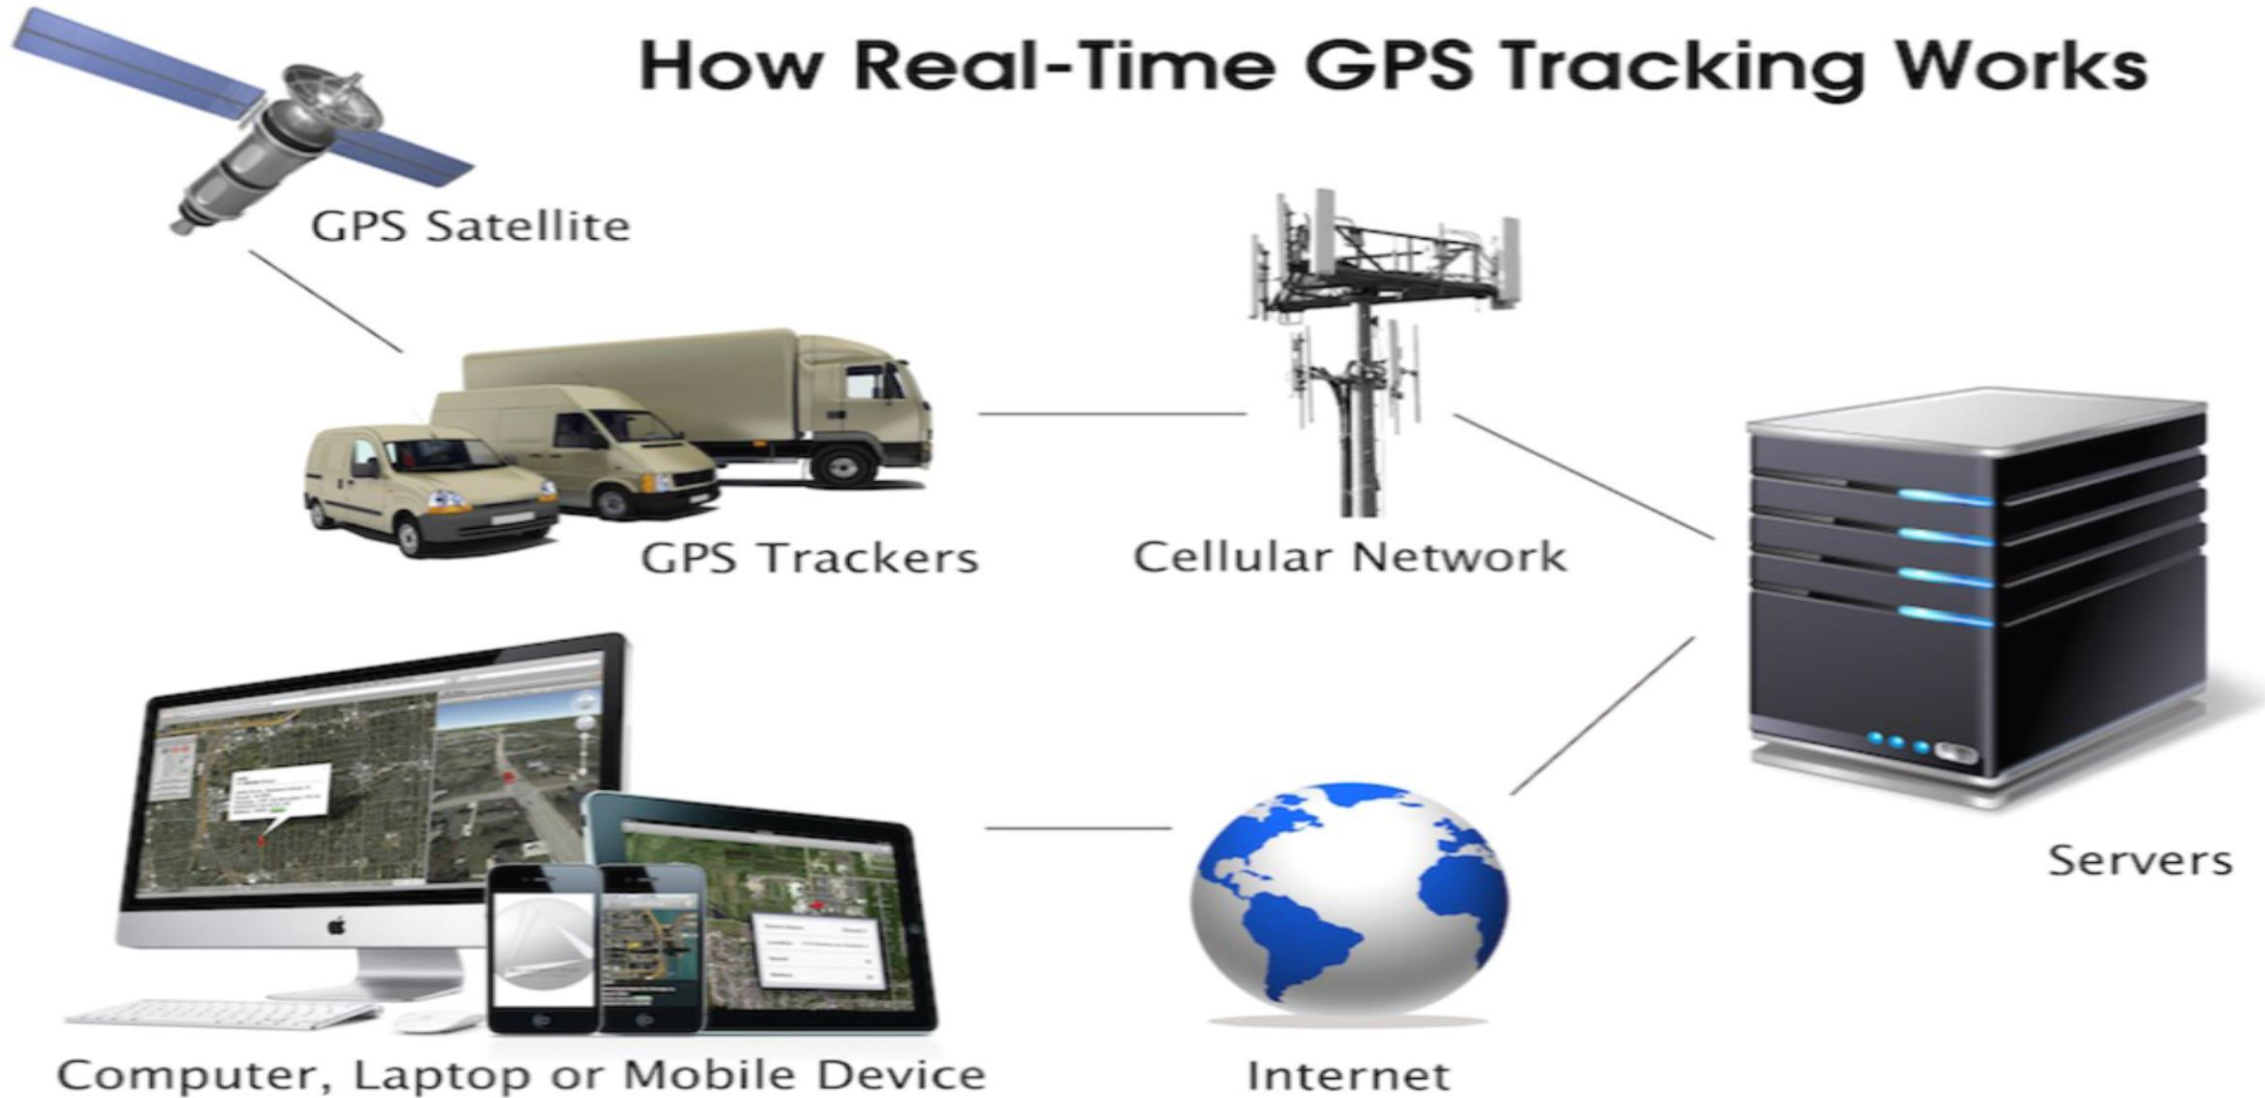 How Real-Time GPS Tracking Works
GPS Satellite
GPS Trackers
Cellular Network
Servers
Internet
Computer, Laptop or Mobile Device